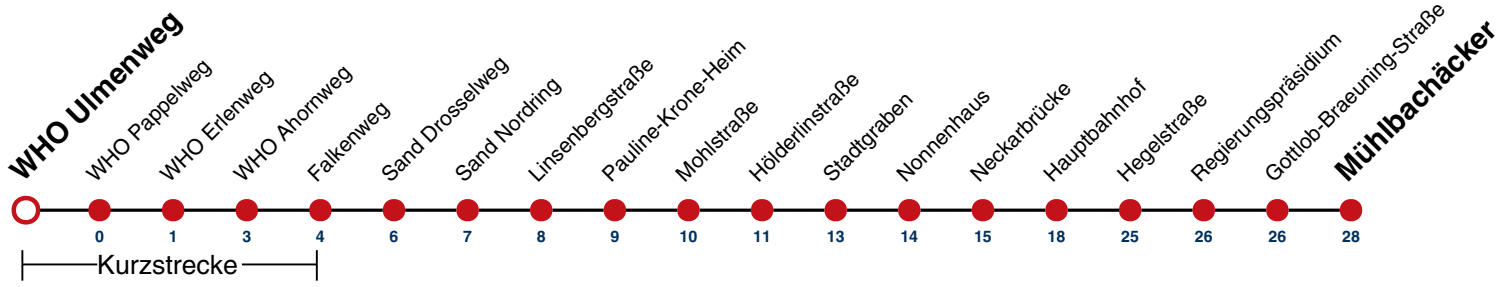 WHO Ulmenweg
WHO Pappelweg
WHO Erlenweg
WHO Ahornweg
Falkenweg
Sand Drosselweg
Sand Nordring
Linsenbergstraße
Pauline-Krone-Heim
Mohlstraße
Hölderlinstraße
Stadtgraben
Nonnenhaus
Neckarbrücke
Hauptbahnhof
Hegelstraße
Regierungspräsidium
Gottlob-Braeuning-Straße
Mühlbachäcker
0 1 3 4 6 7 8 9 10 11 13 14 15 18 25 26 26 28
Kurzstrecke